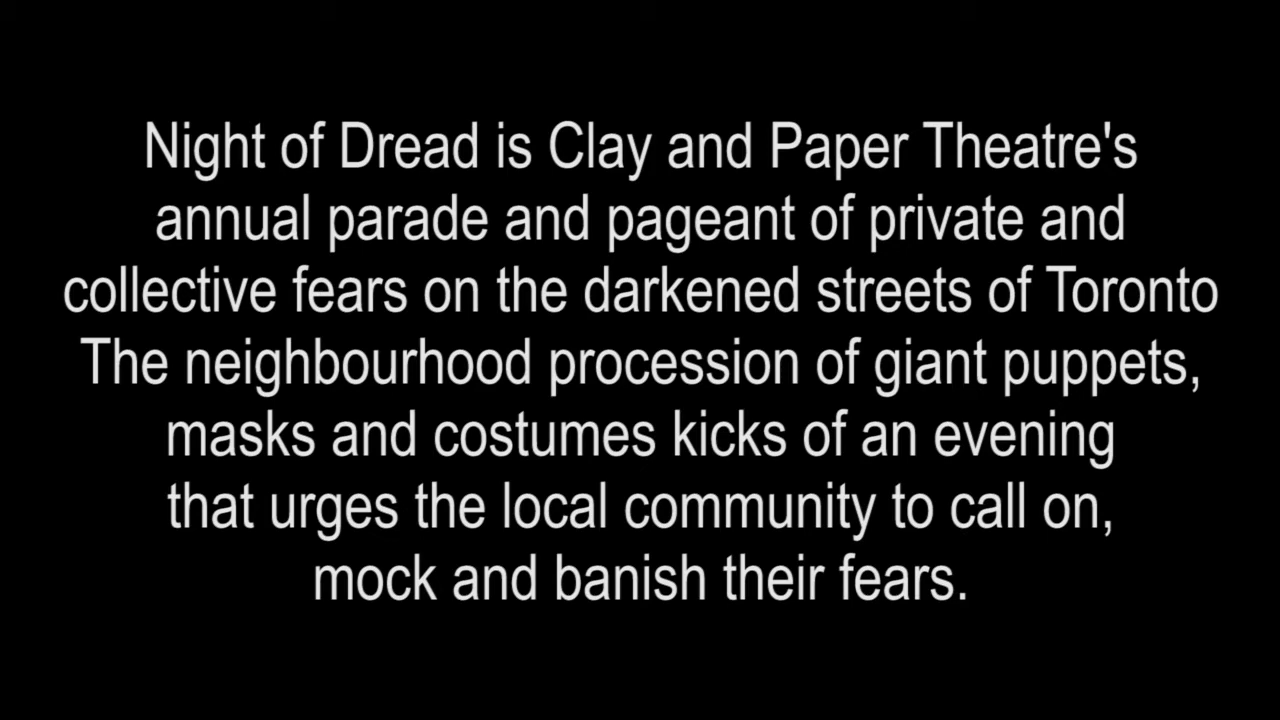 Night of Dread is Clay and Paper Theatre's
annual parade and pageant of private and
collective fears on the darkened streets of Toronto
The neighbourhood procession of giant puppets,
masks and costumes kicks of an evening
that urges the local community to call on,
mock and banish their fears.